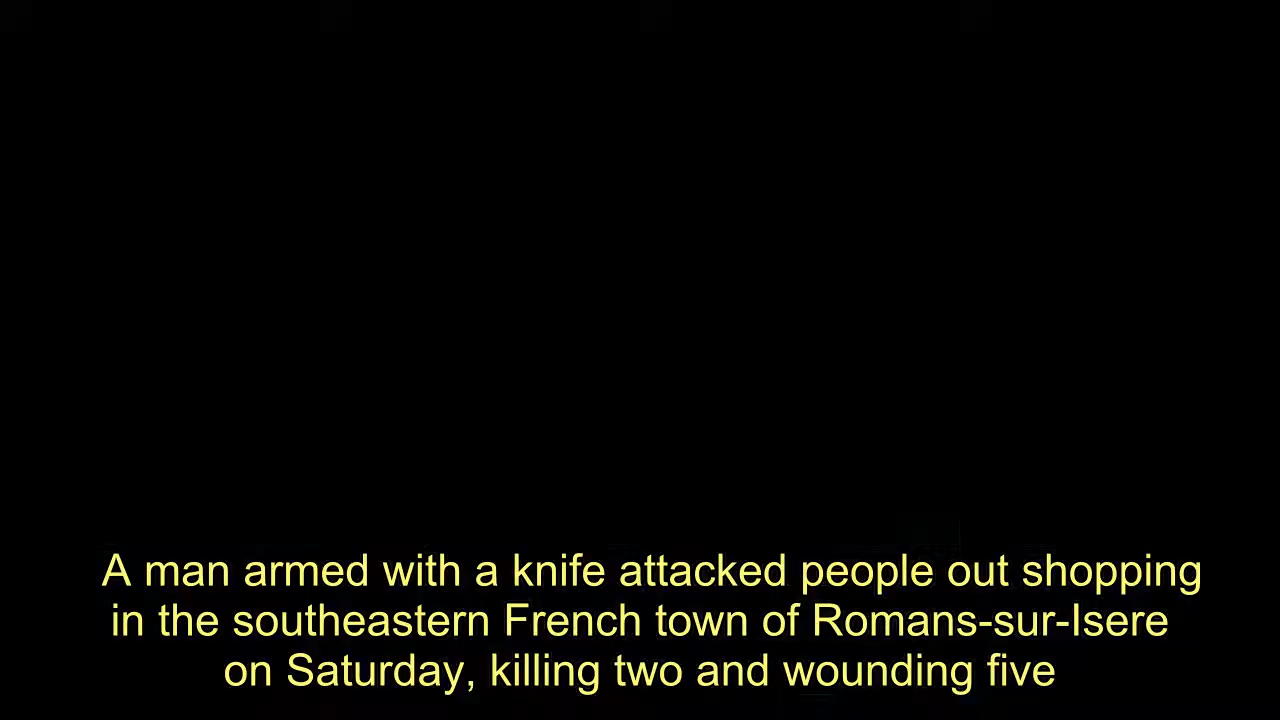 A man armed with a knife attacked people out shopping
in the southeastern French town of Romans-sur-Isere
on Saturday, killing two and wounding five